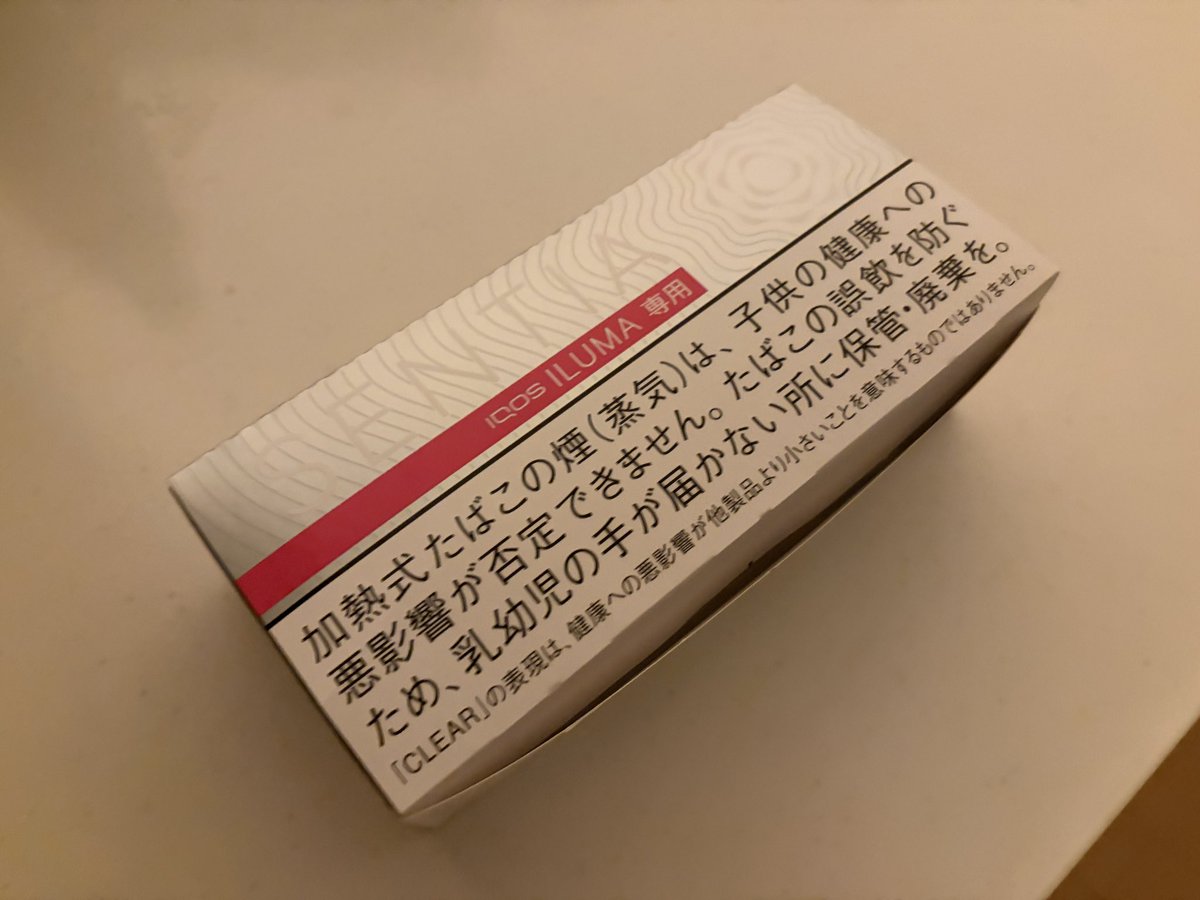 SENTIA
IQOS ILUMA 専用
加熱式たばこの煙(蒸気)は、子供の健康への
悪影響が否定できません。たばこの誤飲を防ぐ
ため、乳幼児の手が届かない所に保管・廃棄を。
「CLEAR」の表現は、健康への悪影響が他製品より小さいことを意味するものではありません。